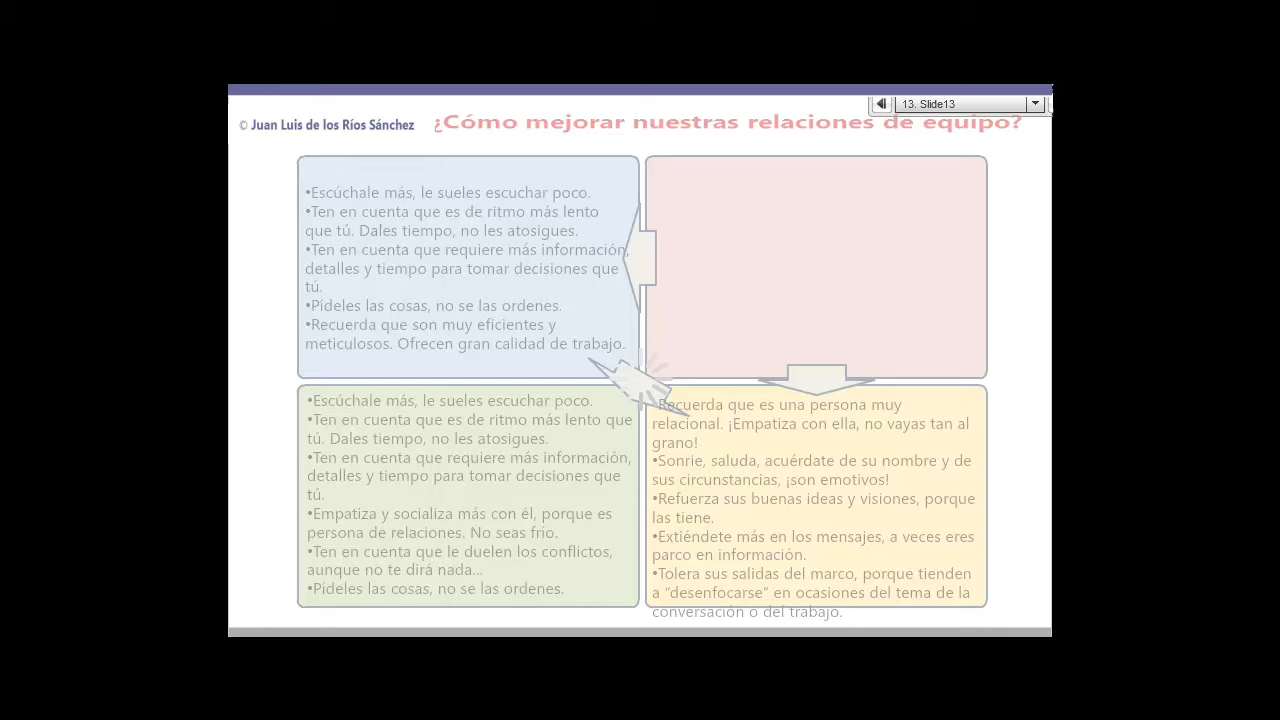 13. Slide13
© Juan Luis de los Ríos Sánchez
¿Cómo mejorar nuestras relaciones de equipo?
•Escúchale más, le sueles escuchar poco.
•Ten en cuenta que es de ritmo más lento
que tú. Dales tiempo, no les atosigues.
•Ten en cuenta que requiere más información,
detalles y tiempo para tomar decisiones que
tú.
•Pídeles las cosas, no se las ordenes.
•Recuerda que son muy eficientes y
meticulosos. Ofrecen gran calidad de trabajo.
•Escúchale más, le sueles escuchar poco.
•Ten en cuenta que es de ritmo más lento que
tú. Dales tiempo, no les atosigues.
•Ten en cuenta que requiere más información,
detalles y tiempo para tomar decisiones que
tú.
•Empatiza y socializa más con él, porque es
persona de relaciones. No seas frio.
•Ten en cuenta que le duelen los conflictos,
aunque no te dirá nada...
•Pídeles las cosas, no se las ordenes.
Recuerda que es una persona muy
relacional. ¡Empatiza con ella, no vayas tan al
grano!
•Sonrie, saluda, acuérdate de su nombre y de
sus circunstancias, ¡son emotivos!
•Refuerza sus buenas ideas y visiones, porque
las tiene.
•Extiéndete más en los mensajes, a veces eres
parco en información.
•Tolera sus salidas del marco, porque tienden
a "desenfocarse" en ocasiones del tema de la
conversación o del trabajo.